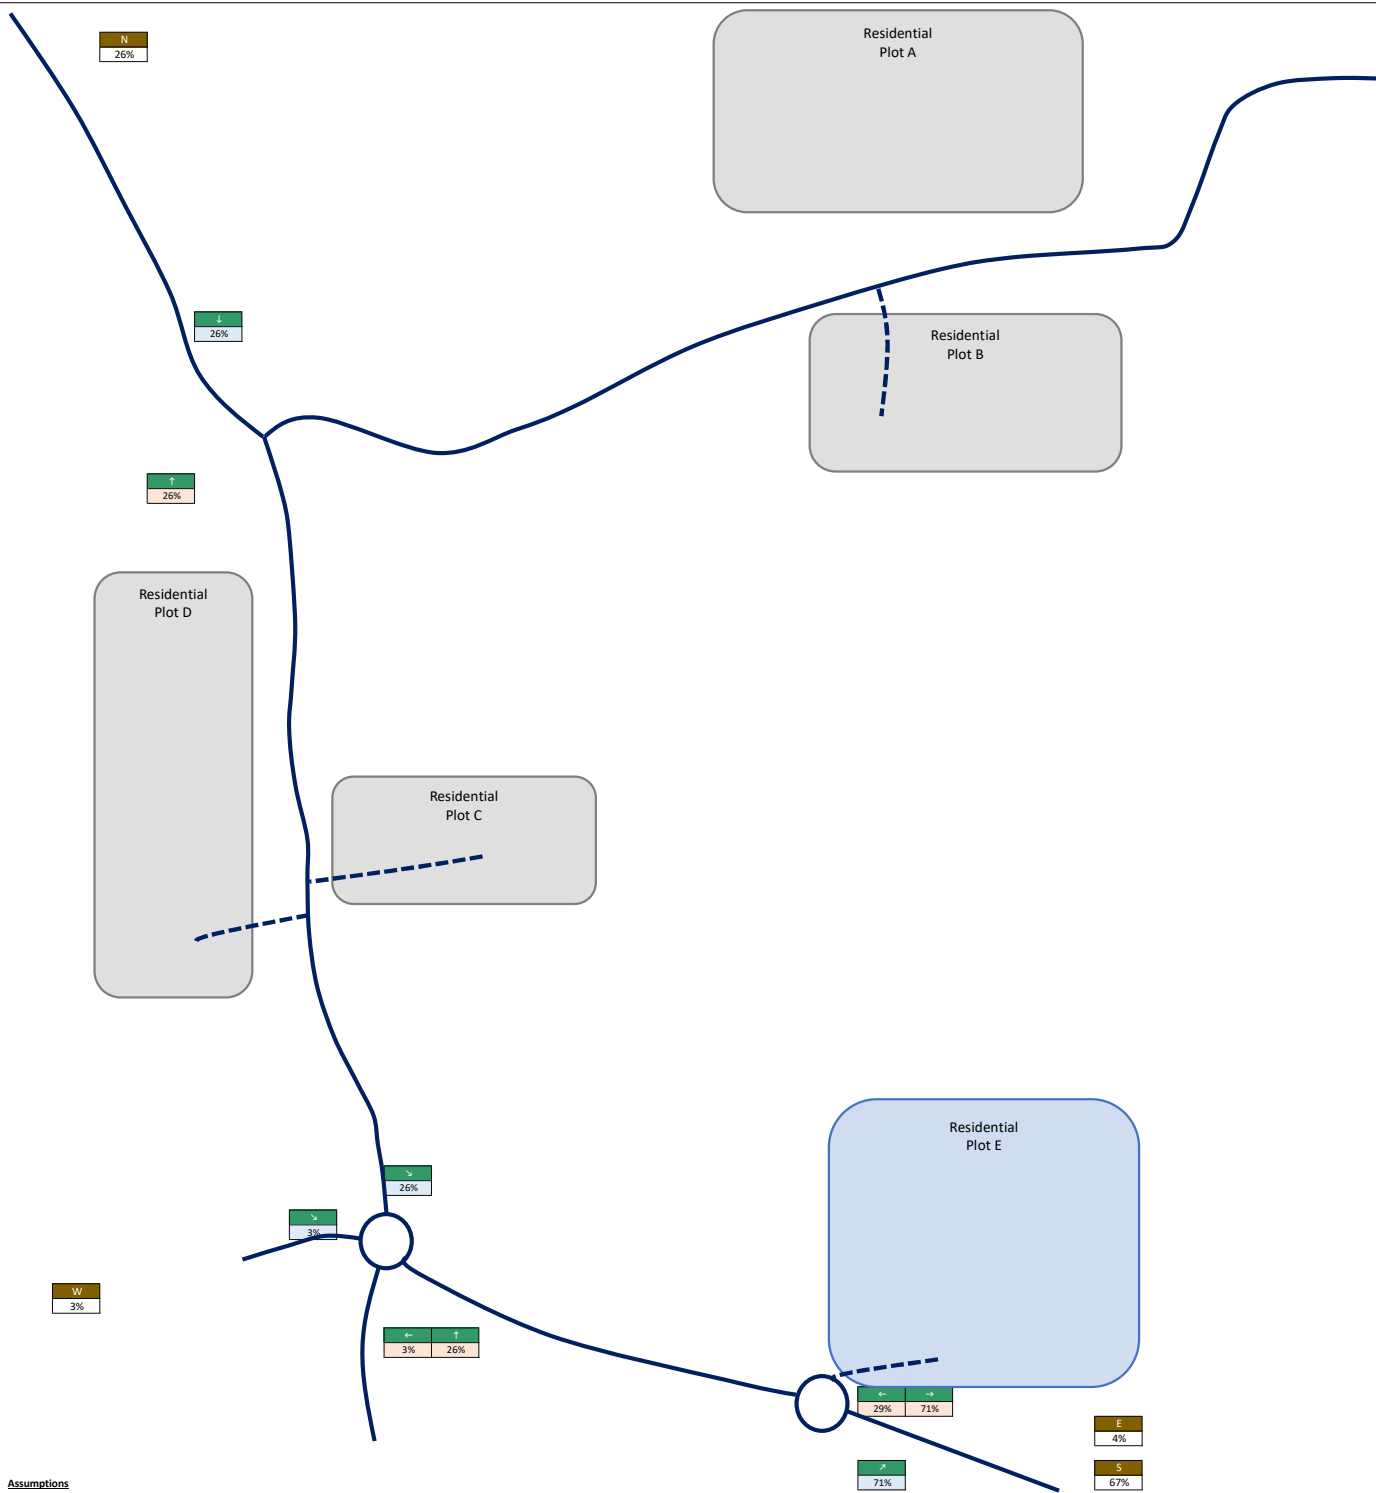 N
26%
Residential
Plot A
↓
26%
Residential
Plot B
↑
26%
Residential
Plot D
Residential
Plot C
Residential
Plot E
↘
26%
↘
3%
W
3%
← ↑
3% 26%
← →
29% 71%
E
4%
↗
71%
S
67%
Assumptions